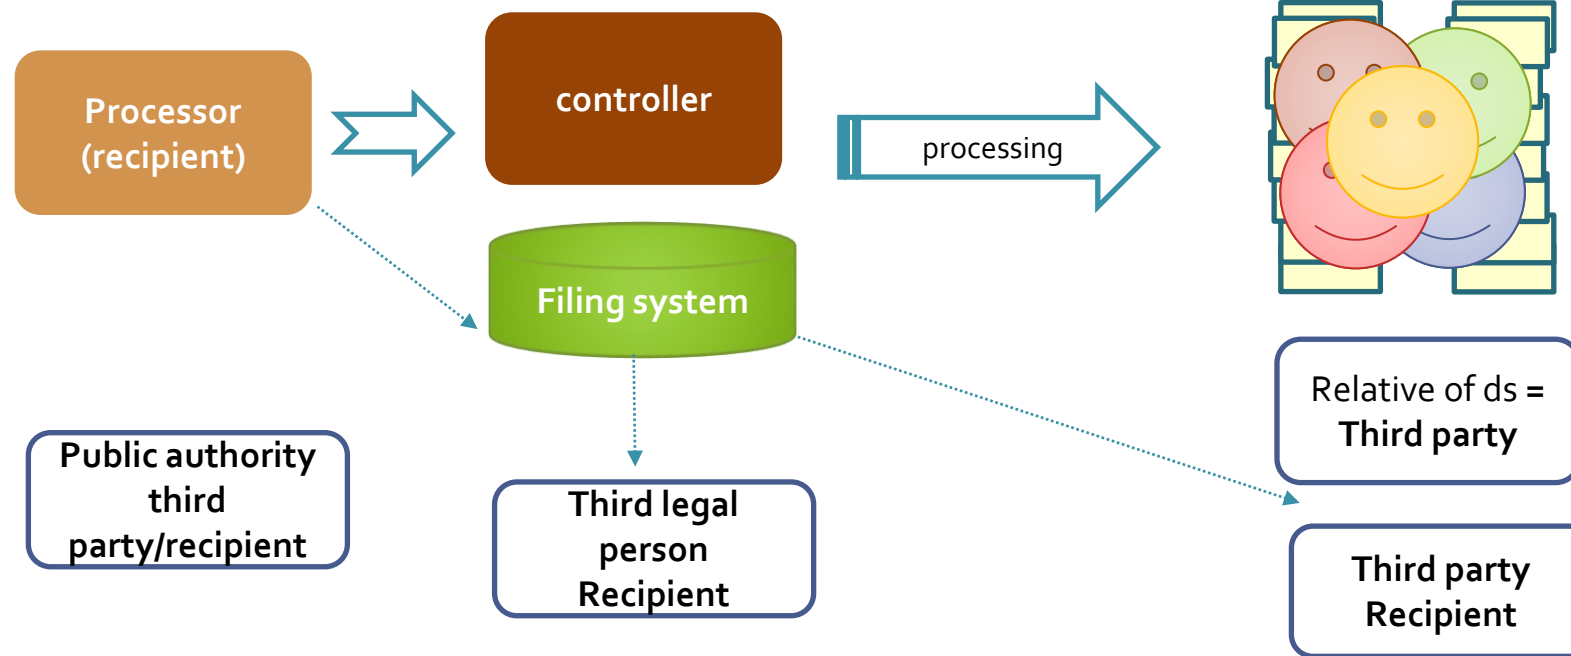 Processor
(recipient)
controller
processing
Filing system
Relative of ds =
Third party
Public authority
third
party/recipient
Third legal
person
Recipient
Third party
Recipient